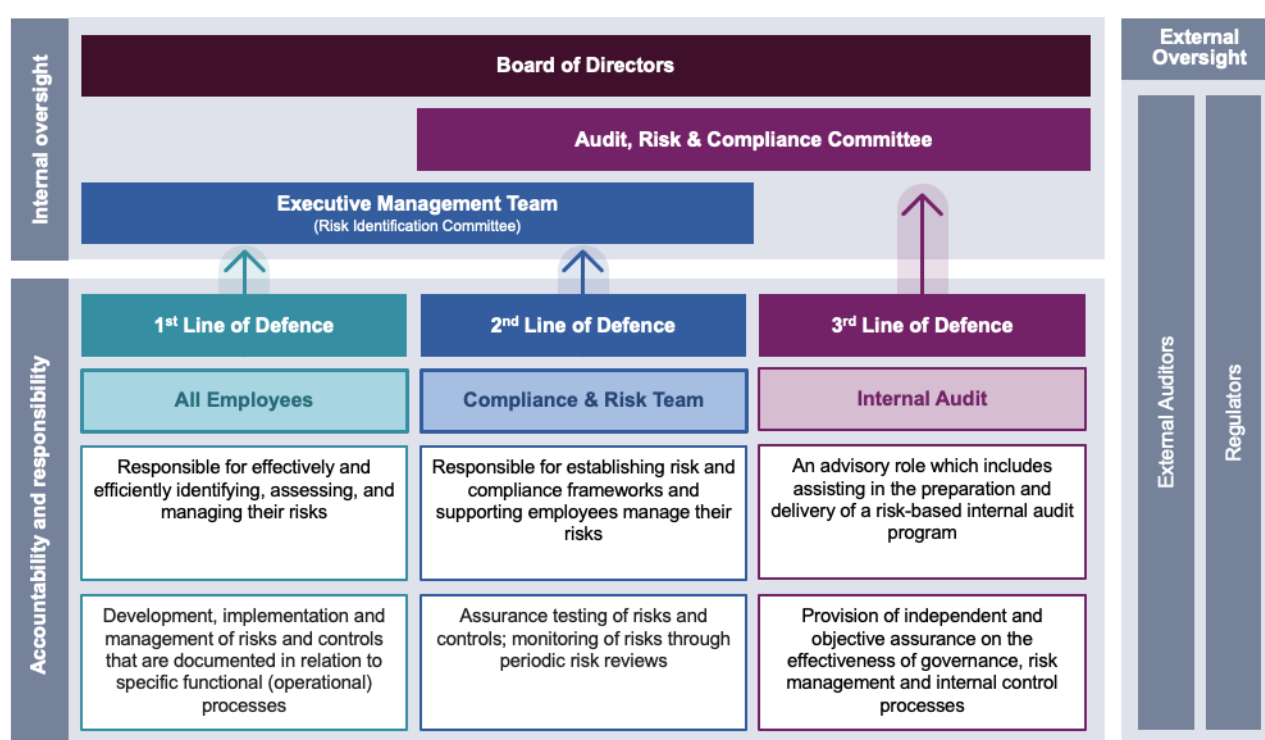 Internal oversight
Board of Directors
Audit, Risk & Compliance Committee
Executive Management Team
(Risk Identification Committee)
External
Oversight
External Auditors
Regulators
Accountability and responsibility
1st Line of Defence
All Employees
Responsible for effectively and
efficiently identifying, assessing, and
managing their risks
Development, implementation and
management of risks and controls
that are documented in relation to
specific functional (operational)
processes
2nd Line of Defence
Compliance & Risk Team
Responsible for establishing risk and
compliance frameworks and
supporting employees manage their
risks
Assurance testing of risks and
controls; monitoring of risks through
periodic risk reviews
3rd Line of Defence
Internal Audit
An advisory role which includes
assisting in the preparation and
delivery of a risk-based internal audit
program
Provision of independent and
objective assurance on the
effectiveness of governance, risk
management and internal control
processes